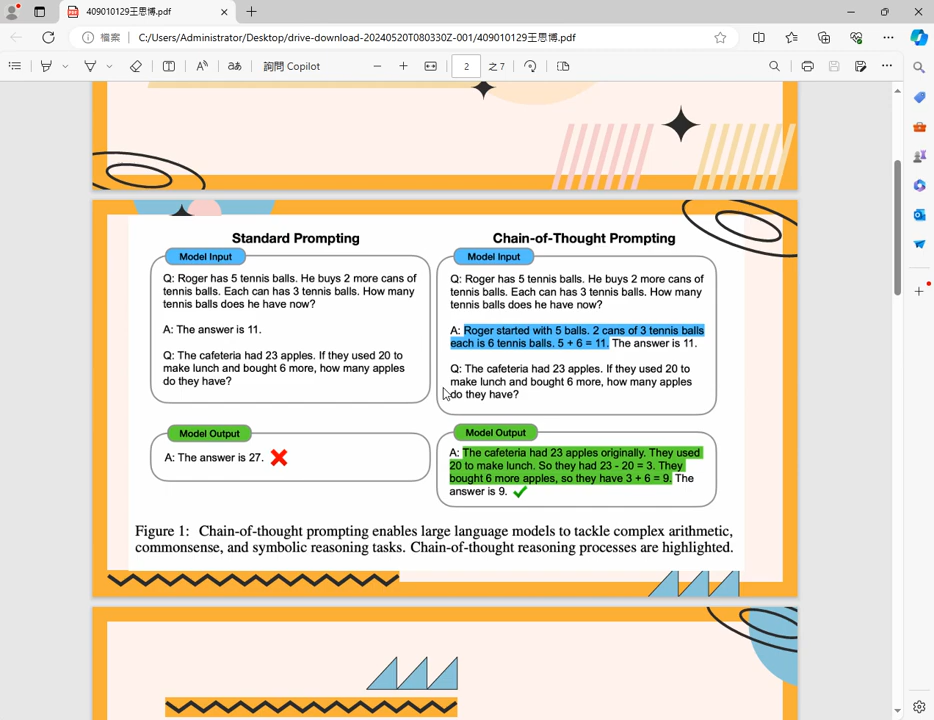 409010129王思博.pdf
檔案
C:/Users/Administrator/Desktop/drive-download-20240520T080330Z-001/409010129王思博.pdf
詢問 Copilot
2
之 7
Standard Prompting
Model Input
Q: Roger has 5 tennis balls. He buys 2 more cans of
tennis balls. Each can has 3 tennis balls. How many
tennis balls does he have now?
A: The answer is 11.
Q: The cafeteria had 23 apples. If they used 20 to
make lunch and bought 6 more, how many apples
do they have?
Model Output
A: The answer is 27.
Chain-of-Thought Prompting
Model Input
Q: Roger has 5 tennis balls. He buys 2 more cans of
tennis balls. Each can has 3 tennis balls. How many
tennis balls does he have now?
A: Roger started with 5 balls. 2 cans of 3 tennis balls
each is 6 tennis balls. 5 + 6 = 11. The answer is 11.
Q: The cafeteria had 23 apples. If they used 20 to
make lunch and bought 6 more, how many apples
do they have?
Model Output
A: The cafeteria had 23 apples originally. They used
20 to make lunch. So they had 23 - 20 = 3. They
bought 6 more apples, so they have 3 + 6 = 9. The
answer is 9.
Figure 1: Chain-of-thought prompting enables large language models to tackle complex arithmetic,
commonsense, and symbolic reasoning tasks. Chain-of-thought reasoning processes are highlighted.